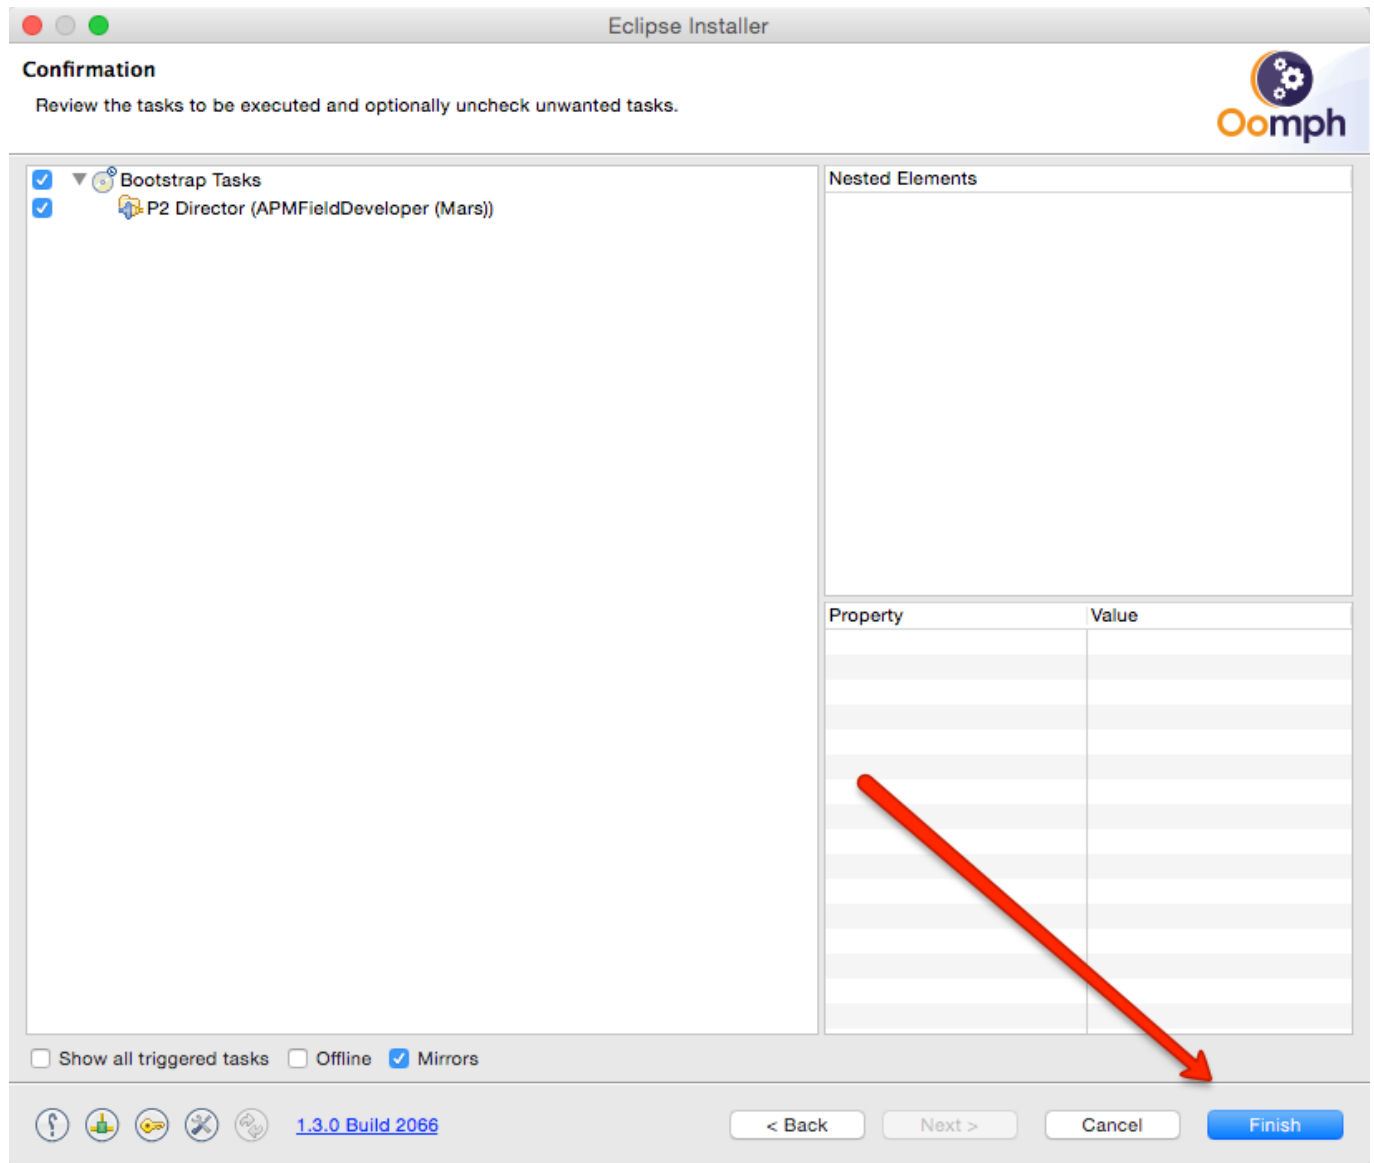 Eclipse Installer
Confirmation
Review the tasks to be executed and optionally uncheck unwanted tasks.
Oomph
Bootstrap Tasks
P2 Director (APMFieldDeveloper (Mars))
Nested Elements
Property Value
Show all triggered tasks Offline Mirrors
1.3.0 Build 2066 < Back Next > Cancel Finish